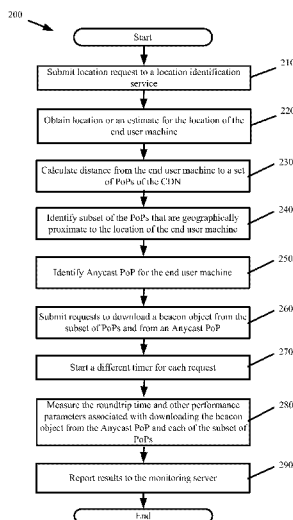 200
Start
210
Submit location request to a location identification
service
220
Obtain location or an estimate for the location of the
end user machine
230
Calculate distance from the end user machine to a set
of PoPs of the CDN
240
Identify subset of the PoPs that are geographically
proximate to the location of the end user machine
250
Identify Anycast PoP for the end user machine
260
Submit requests to download a beacon object from the
subset of PoPs and from an Anycast PoP
270
Start a different timer for each request
280
Measure the roundtrip time and other performance
parameters associated with downloading the beacon
object from the Anycast PoP and each of the subset of
PoPs
290
Report results to the monitoring server
End